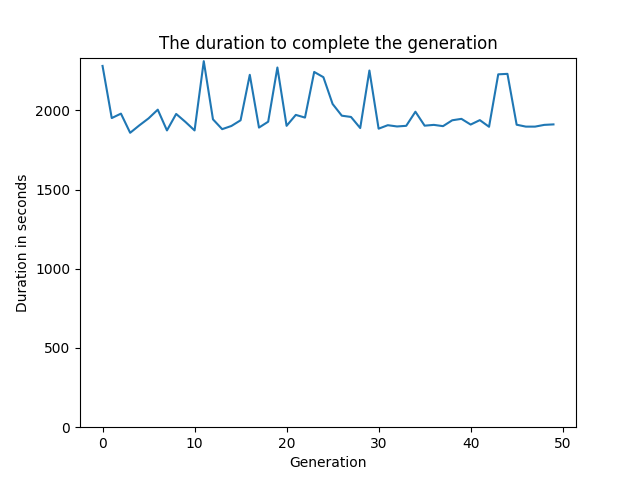 The duration to complete the generation
2000
1500
1000
500
0
Duration in seconds
0 10 20 30 40 50
Generation